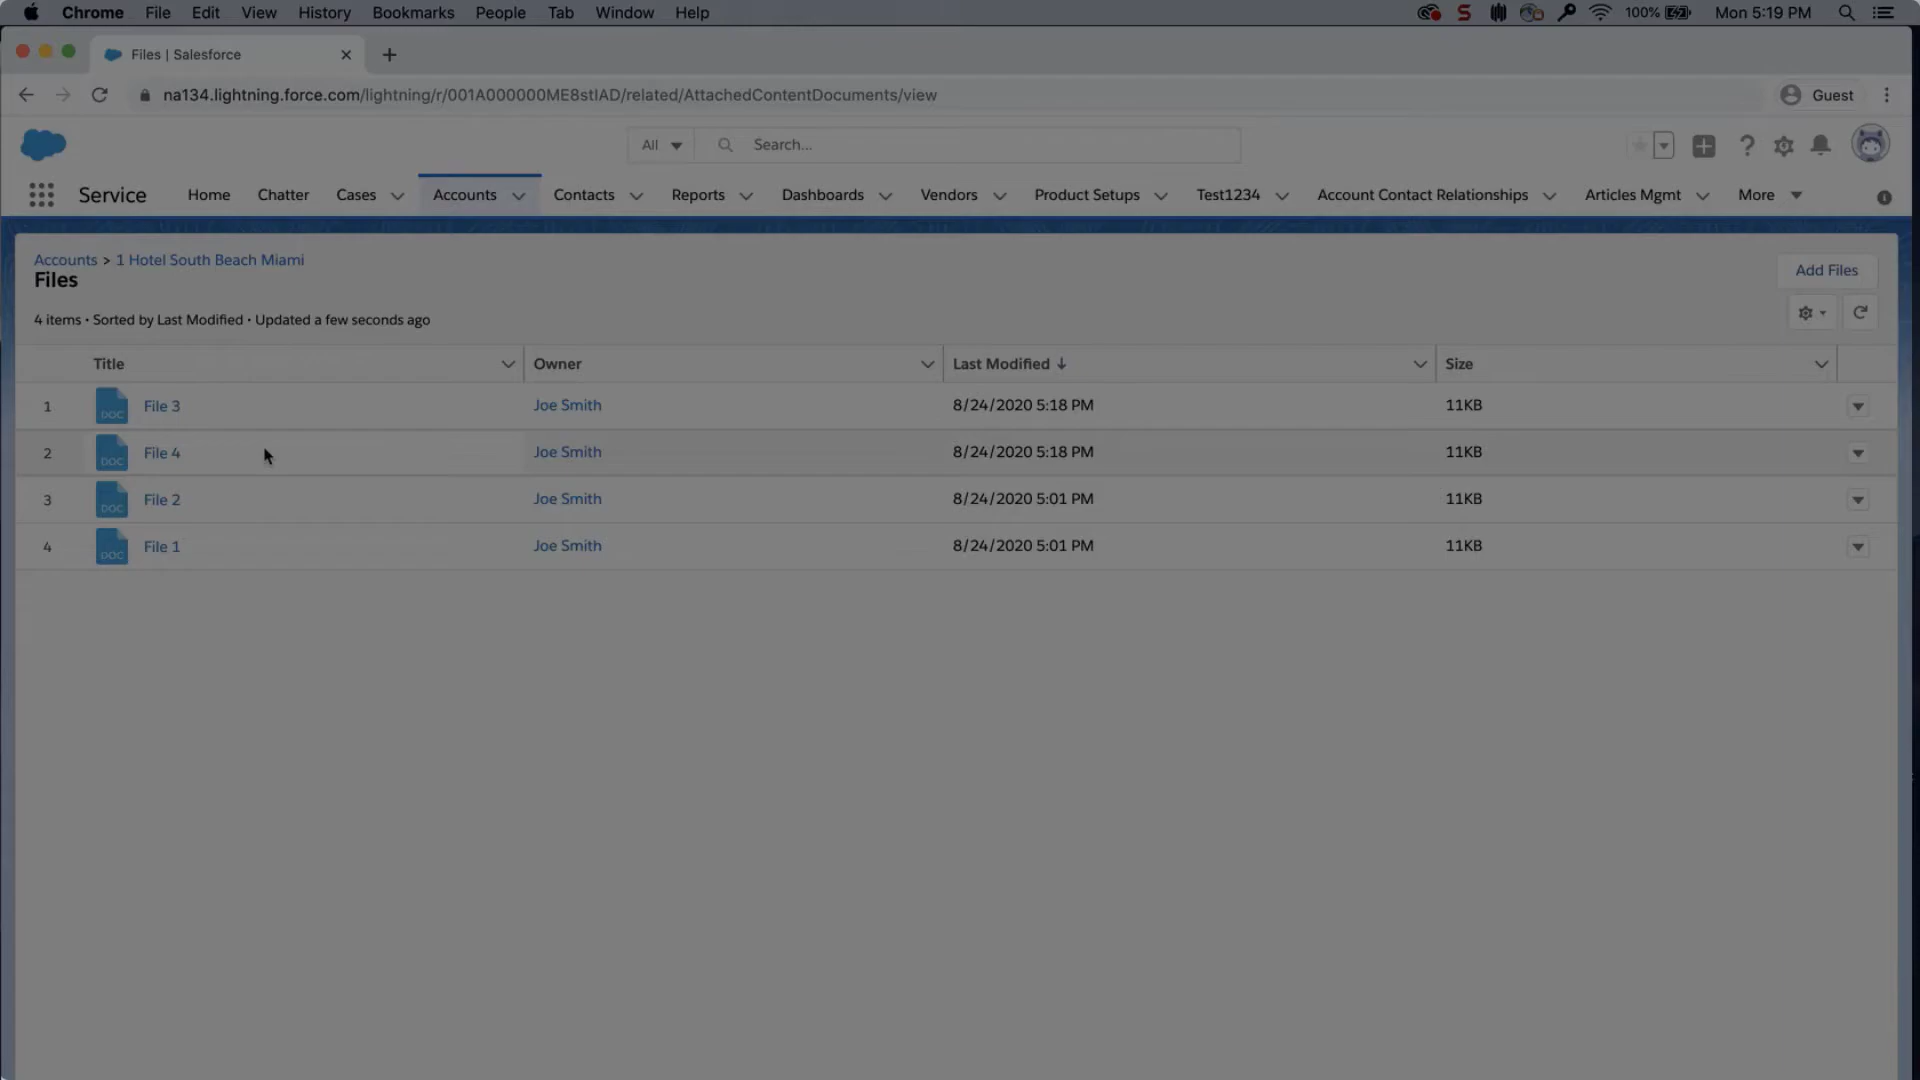 Chrome File Edit View History Bookmarks People Tab Window Help 100% Mon 5:19 PM
Files | Salesforce
na134.lightning.force.com/lightning/r/001A000000ME8stIAD/related/AttachedContentDocuments/view Guest
All Search...
Service Home Chatter Cases Accounts Contacts Reports Dashboards Vendors Product Setups Test1234 Account Contact Relationships Articles Mgmt More
Accounts > 1 Hotel South Beach Miami
Files
Add Files
4 items • Sorted by Last Modified • Updated a few seconds ago
Title Owner Last Modified Size
1 DOC File 3 Joe Smith 8/24/2020 5:18 PM 11KB
2 DOC File 4 Joe Smith 8/24/2020 5:18 PM 11KB
3 DOC File 2 Joe Smith 8/24/2020 5:01 PM 11KB
4 DOC File 1 Joe Smith 8/24/2020 5:01 PM 11KB